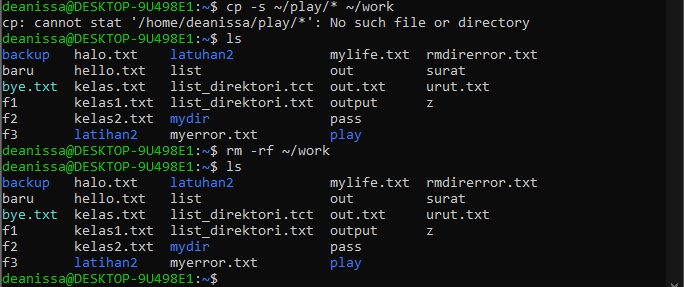 deanissa@DESKTOP-9U498E1:~$ cp -s ~/play/* ~/work
cp: cannot stat '/home/deanissa/play/*': No such file or directory
deanissa@DESKTOP-9U498E1:~$ ls
backup   halo.txt    latuhan2            mylife.txt  rmdirerror.txt
baru     hello.txt   list                out         surat
bye.txt  kelas.txt   list_direktori.tct  out.txt     urut.txt
f1       kelas1.txt  list_direktori.txt  output      z
f2       kelas2.txt  mydir               pass
f3       latihan2    myerror.txt         play
deanissa@DESKTOP-9U498E1:~$ rm -rf ~/work
deanissa@DESKTOP-9U498E1:~$ ls
backup   halo.txt    latuhan2            mylife.txt  rmdirerror.txt
baru     hello.txt   list                out         surat
bye.txt  kelas.txt   list_direktori.tct  out.txt     urut.txt
f1       kelas1.txt  list_direktori.txt  output      z
f2       kelas2.txt  mydir               pass
f3       latihan2    myerror.txt         play
deanissa@DESKTOP-9U498E1:~$